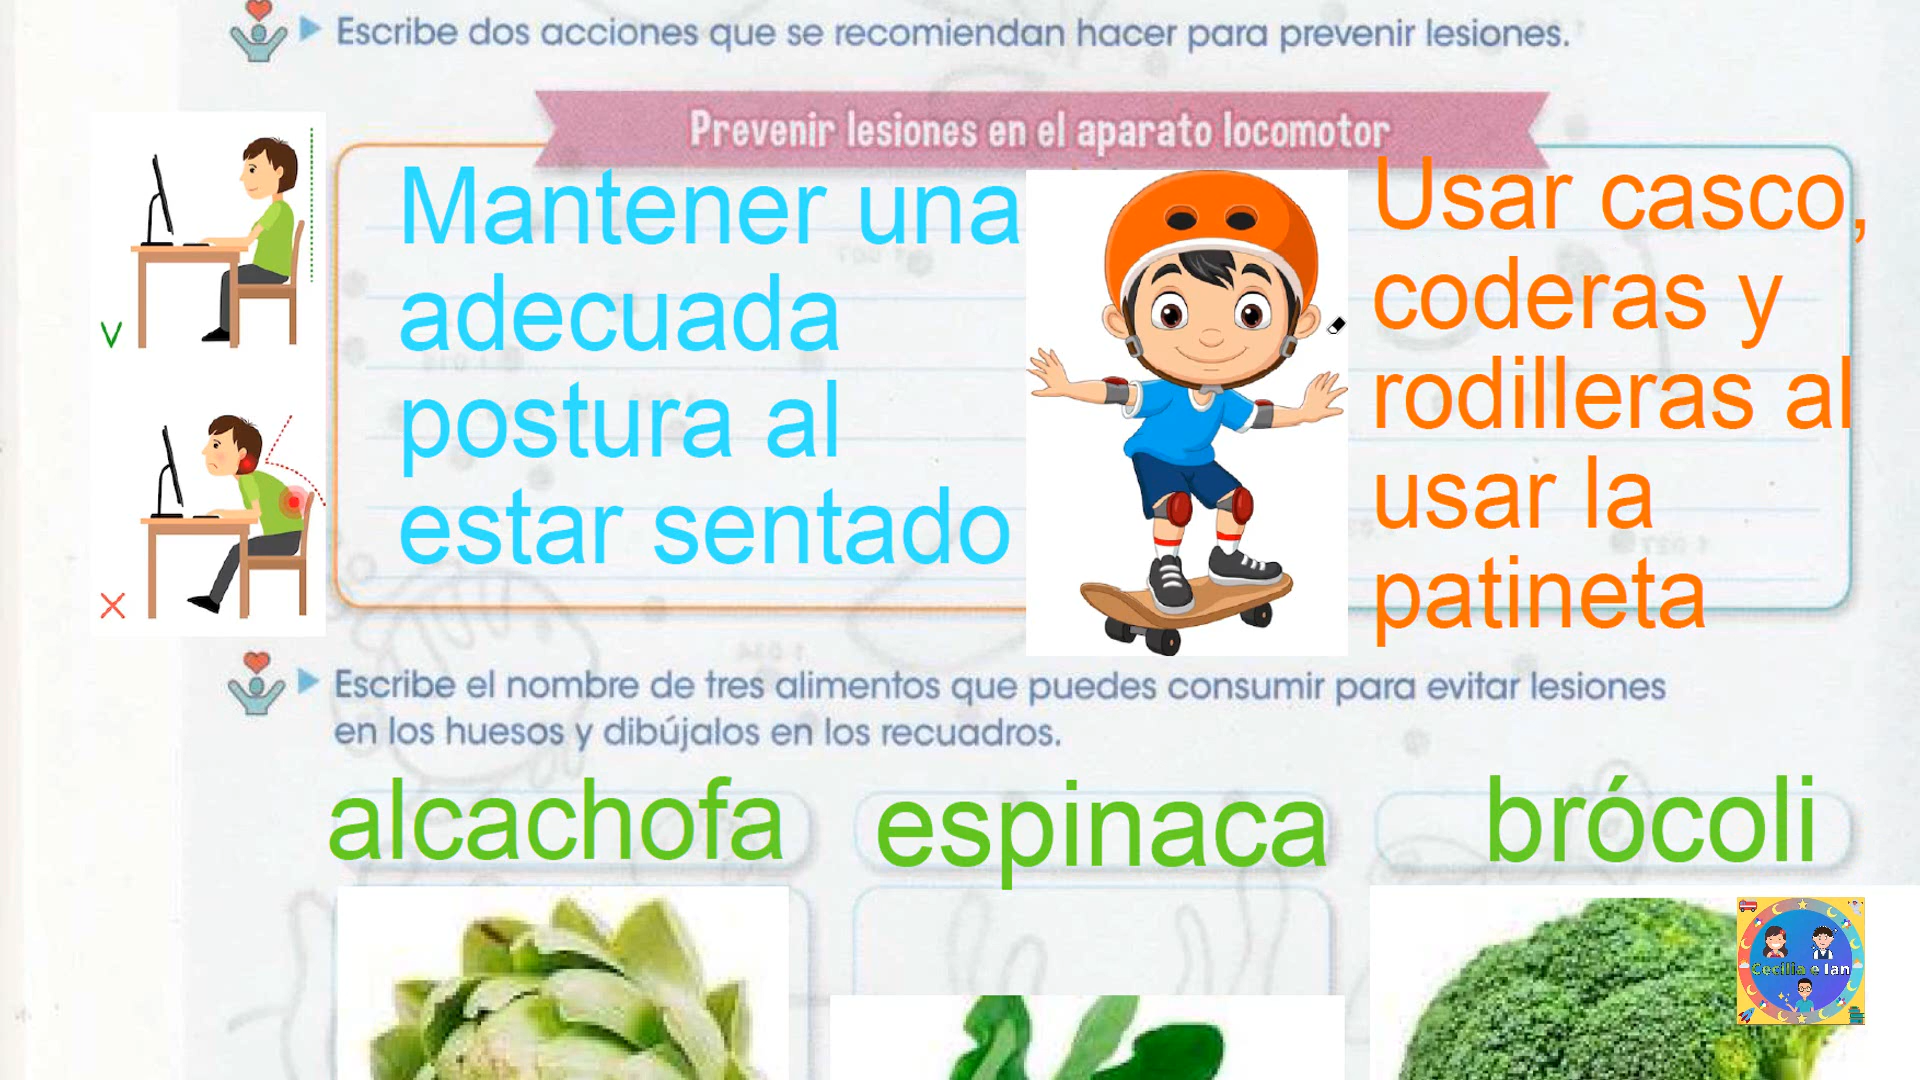 Escribe dos acciones que se recomiendan hacer para prevenir lesiones.
Prevenir lesiones en el aparato locomotor
Mantener una
adecuada
postura al
estar sentado
Usar casco,
coderas y
rodilleras al
usar la
patineta
Escribe el nombre de tres alimentos que puedes consumir para evitar lesiones
en los huesos y dibújalos en los recuadros.
alcachofa
espinaca
brócoli
Cecilia e Ian